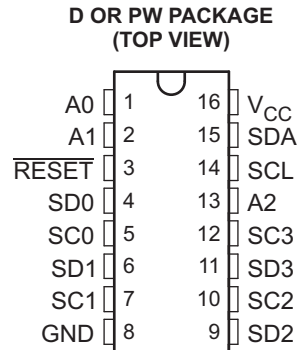 D OR PW PACKAGE
(TOP VIEW)
A0 1 16 VCC
A1 2 15 SDA
RESET 3 14 SCL
SD0 4 13 A2
SC0 5 12 SC3
SD1 6 11 SD3
SC1 7 10 SC2
GND 8 9 SD2